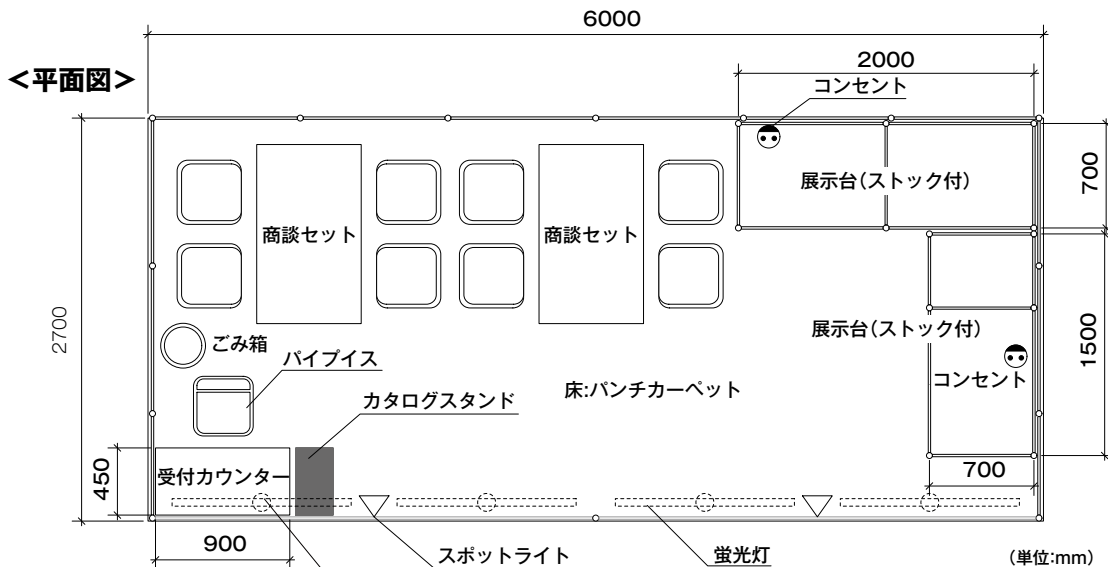 6000
<平面図>
2000
コンセント
展示台(ストック付)
700
商談セット
商談セット
2700
展示台(ストック付)
1500
ごみ箱
パイプイス
コンセント
床:パンチカーペット
カタログスタンド
受付カウンター
450
700
900
スポットライト
蛍光灯
(単位:mm)